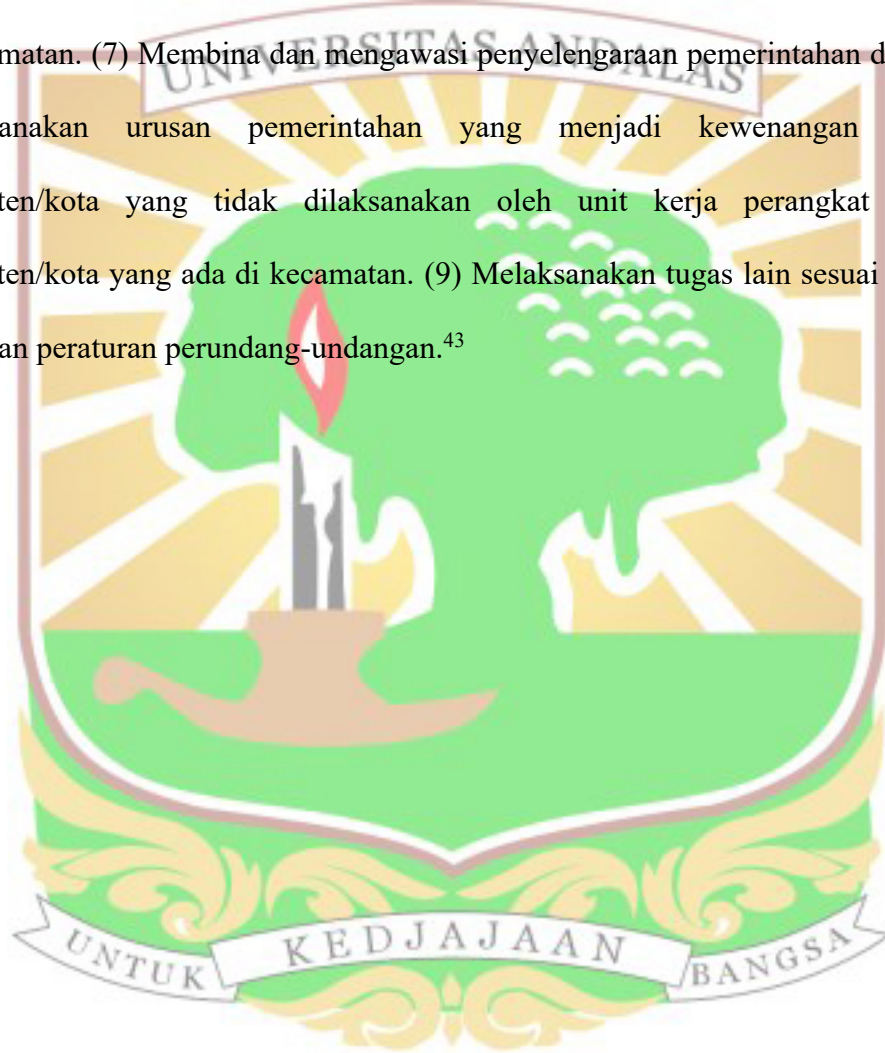 matan. (7) Membina dan mengawasi penyelengaraan pemerintahan d
anakan urusan pemerintahan yang menjadi kewenangan
ten/kota yang tidak dilaksanakan oleh unit kerja perangkat
ten/kota yang ada di kecamatan. (9) Melaksanakan tugas lain sesuai
an peraturan perundang-undangan.43
UNIVERSITAS ANDALAS
UNTUK KEDJAJAAN BANGSA